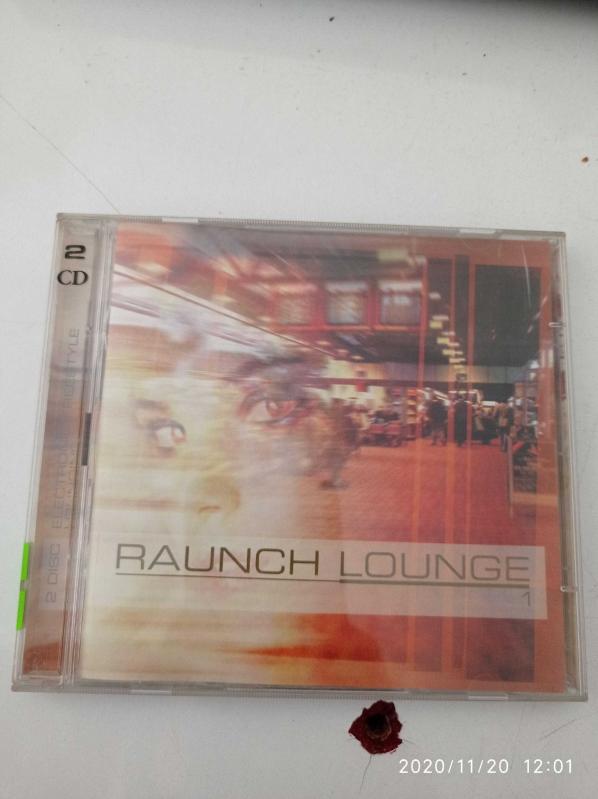 2
CD
RAUNCH LOUNGE
1
2 DISC
2020/11/20 12:01